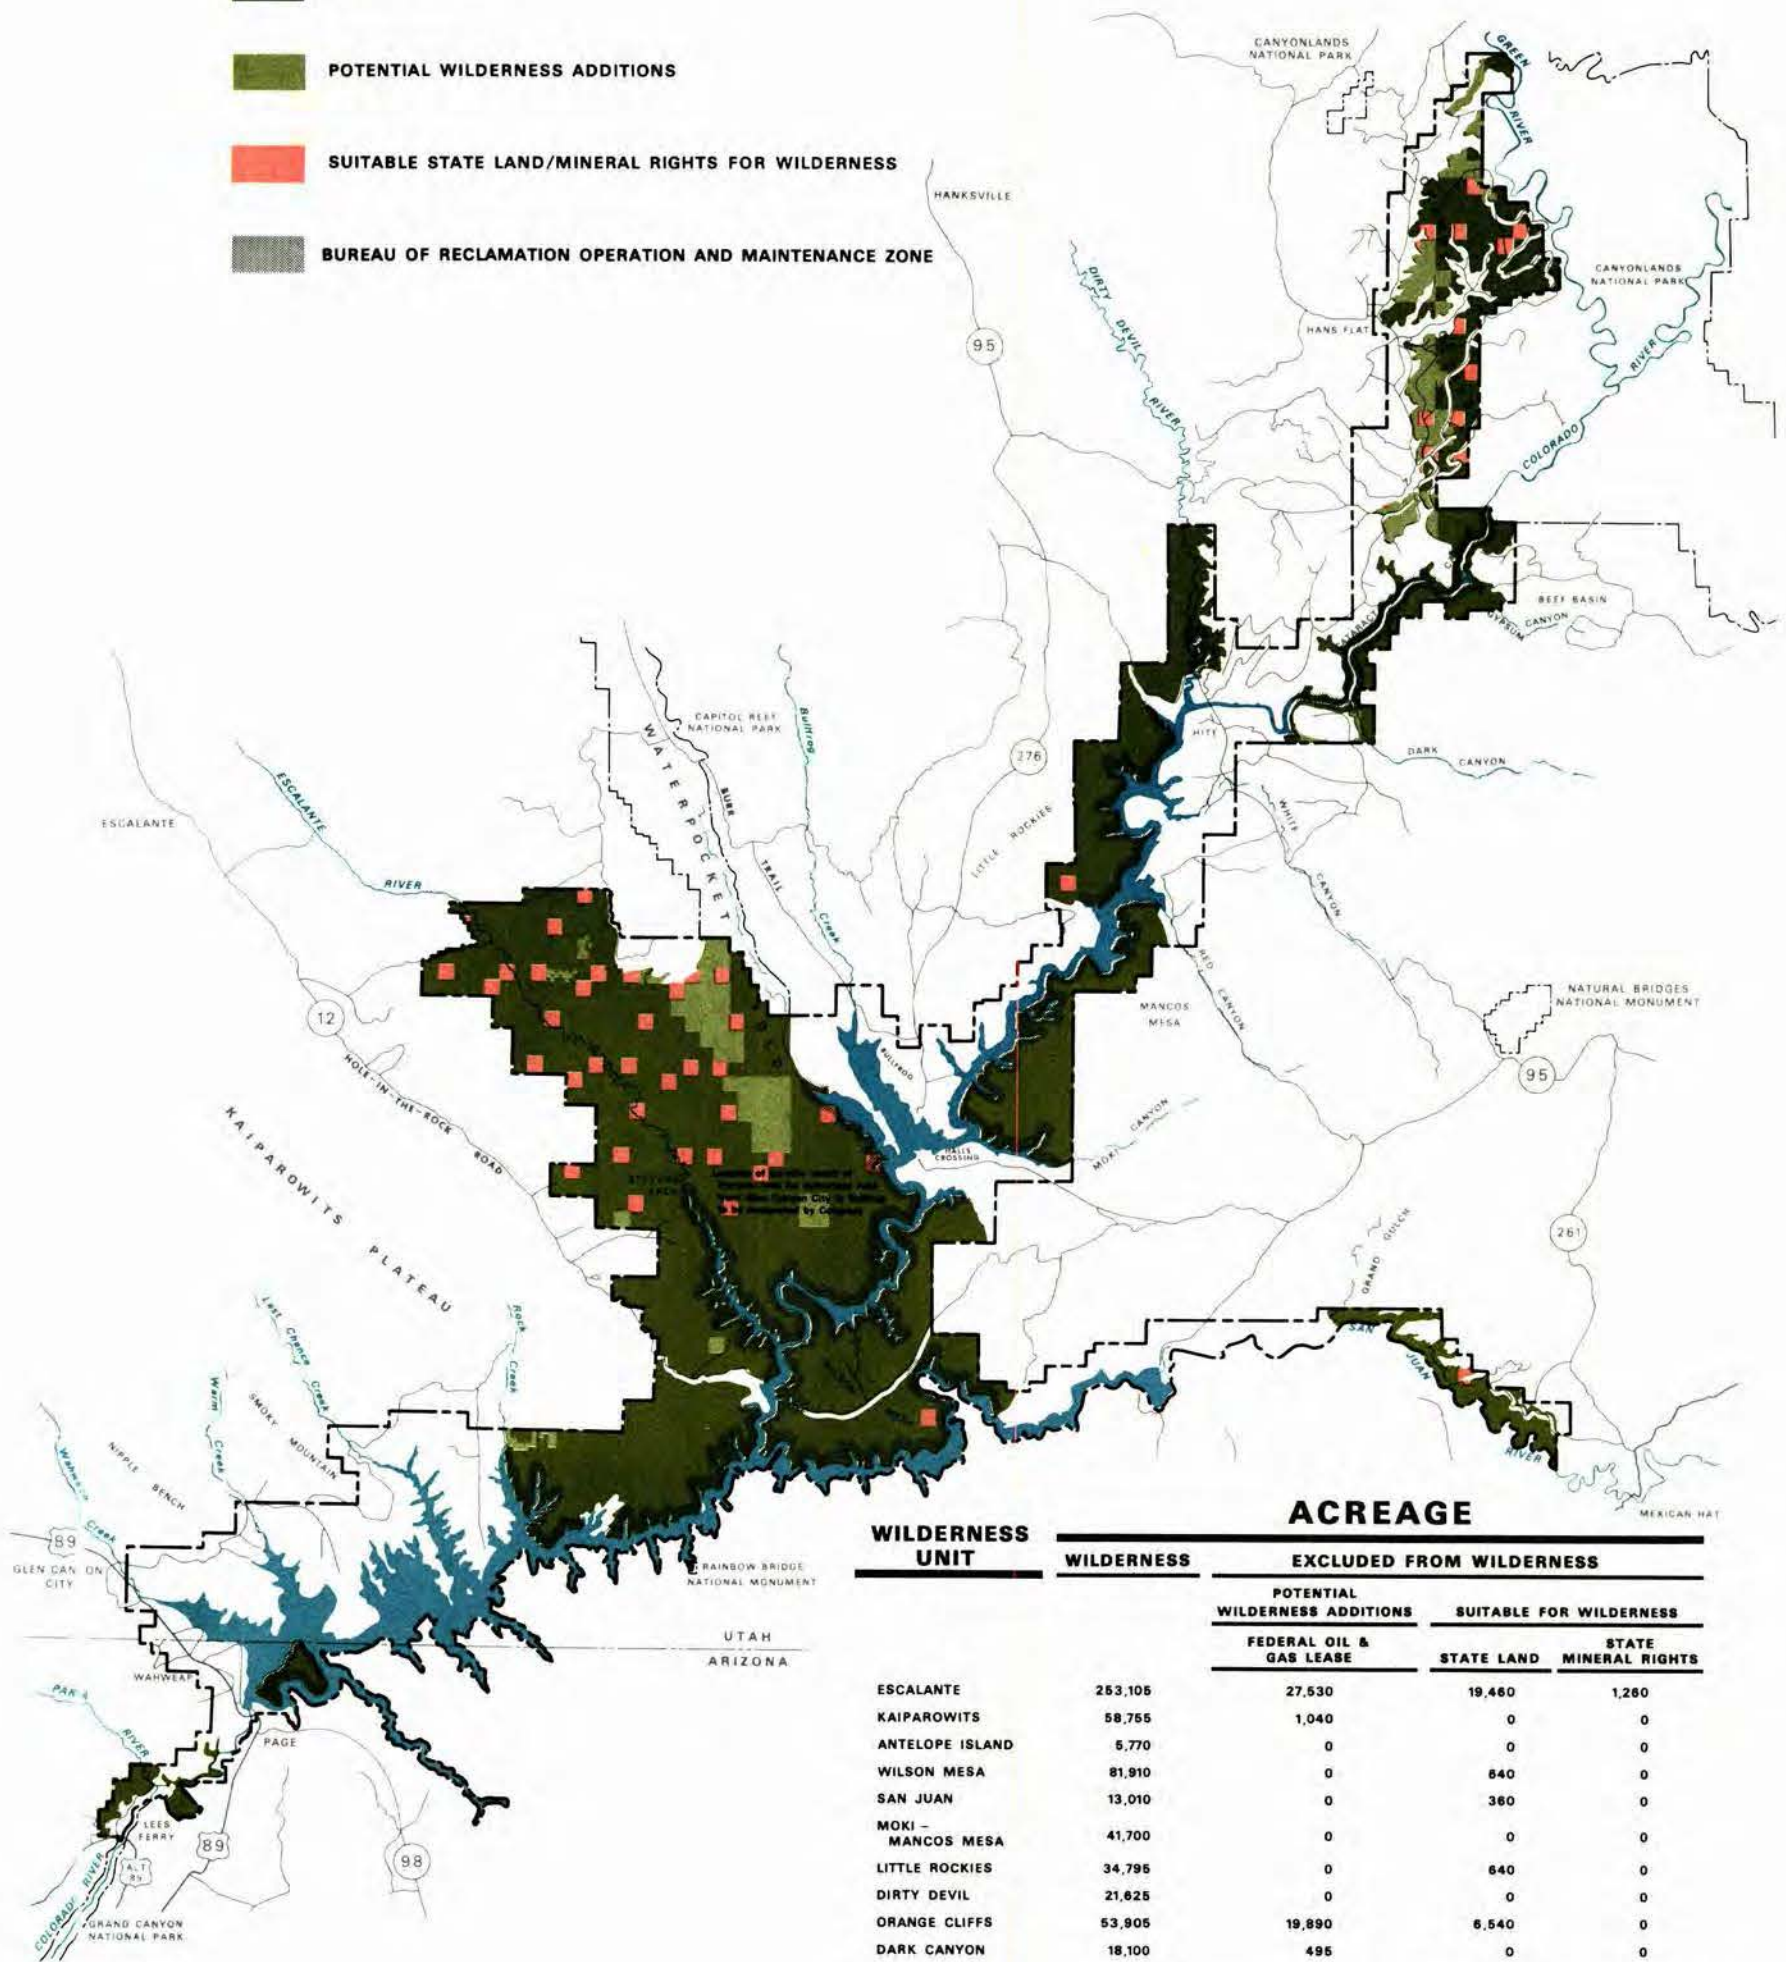 POTENTIAL WILDERNESS ADDITIONS
SUITABLE STATE LAND/MINERAL RIGHTS FOR WILDERNESS
BUREAU OF RECLAMATION OPERATION AND MAINTENANCE ZONE
CANYONLANDS
NATIONAL PARK
GREEN
RIVER
HANKSVILLE
95
DIRTY
DEVIL
RIVER
HANS FLAT
CANYONLANDS
NATIONAL PARK
RIVER
COLORADO
BEEF BASIN
GYPSUM
CANYON
HITE
DARK
CANYON
276
WHITE
CANYON
LITTLE ROCKIES
CAPITOL REEF
NATIONAL PARK
WATERPOCKET
BURR
TRAIL
Bullfrog
Creek
ESCALANTE
ESCALANTE
RIVER
12
HOLE-IN-THE-ROCK
ROAD
KAIPAROWITS
PLATEAU
RED
CANYON
MANCOS
MESA
NATURAL BRIDGES
NATIONAL MONUMENT
95
BULLFROG
HALLS
CROSSING
MOKI CANYON
261
GRAND GULCH
SAN
JUAN
RIVER
MEXICAN HAT
Last Chance
Creek
Rock
Creek
Warm
Creek
SMOKY
MOUNTAIN
NIPPLE
BENCH
Wahweap
Creek
89
CITY
RAINBOW BRIDGE
NATIONAL MONUMENT
UTAH
ARIZONA
WAHWEAP
RIVER
PAGE
LEES
FERRY
ALT
89
89
98
COLORADO RIVER
GRAND CANYON
NATIONAL PARK
ACREAGE
WILDERNESS
UNIT
WILDERNESS
EXCLUDED FROM WILDERNESS
POTENTIAL
WILDERNESS ADDITIONS
SUITABLE FOR WILDERNESS
FEDERAL OIL &
GAS LEASE
STATE LAND
STATE
MINERAL RIGHTS
ESCALANTE 253,105 27,530 19,460 1,260
KAIPAROWITS 58,755 1,040 0 0
ANTELOPE ISLAND 5,770 0 0 0
WILSON MESA 81,910 0 640 0
SAN JUAN 13,010 0 360 0
MOKI –
MANCOS MESA 41,700 0 0 0
LITTLE ROCKIES 34,795 0 640 0
DIRTY DEVIL 21,625 0 0 0
ORANGE CLIFFS 53,905 19,890 6,540 0
DARK CANYON 18,100 495 0 0